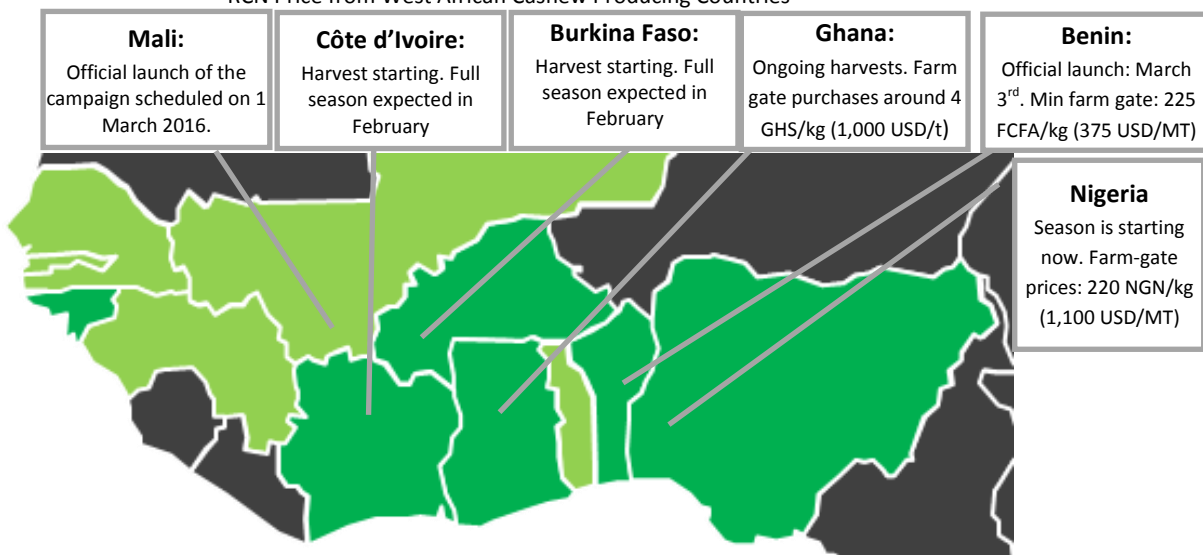 RCN Price from West African Cashew Producing Countries
Mali:
Official launch of the
campaign scheduled on 1
March 2016.
Côte d’Ivoire:
Harvest starting. Full
season expected in
February
Burkina Faso:
Harvest starting. Full
season expected in
February
Ghana:
Ongoing harvests. Farm
gate purchases around 4
GHS/kg (1,000 USD/t)
Benin:
Official launch: March
3rd. Min farm gate: 225
FCFA/kg (375 USD/MT)
Nigeria
Season is starting
now. Farm-gate
prices: 220 NGN/kg
(1,100 USD/MT)